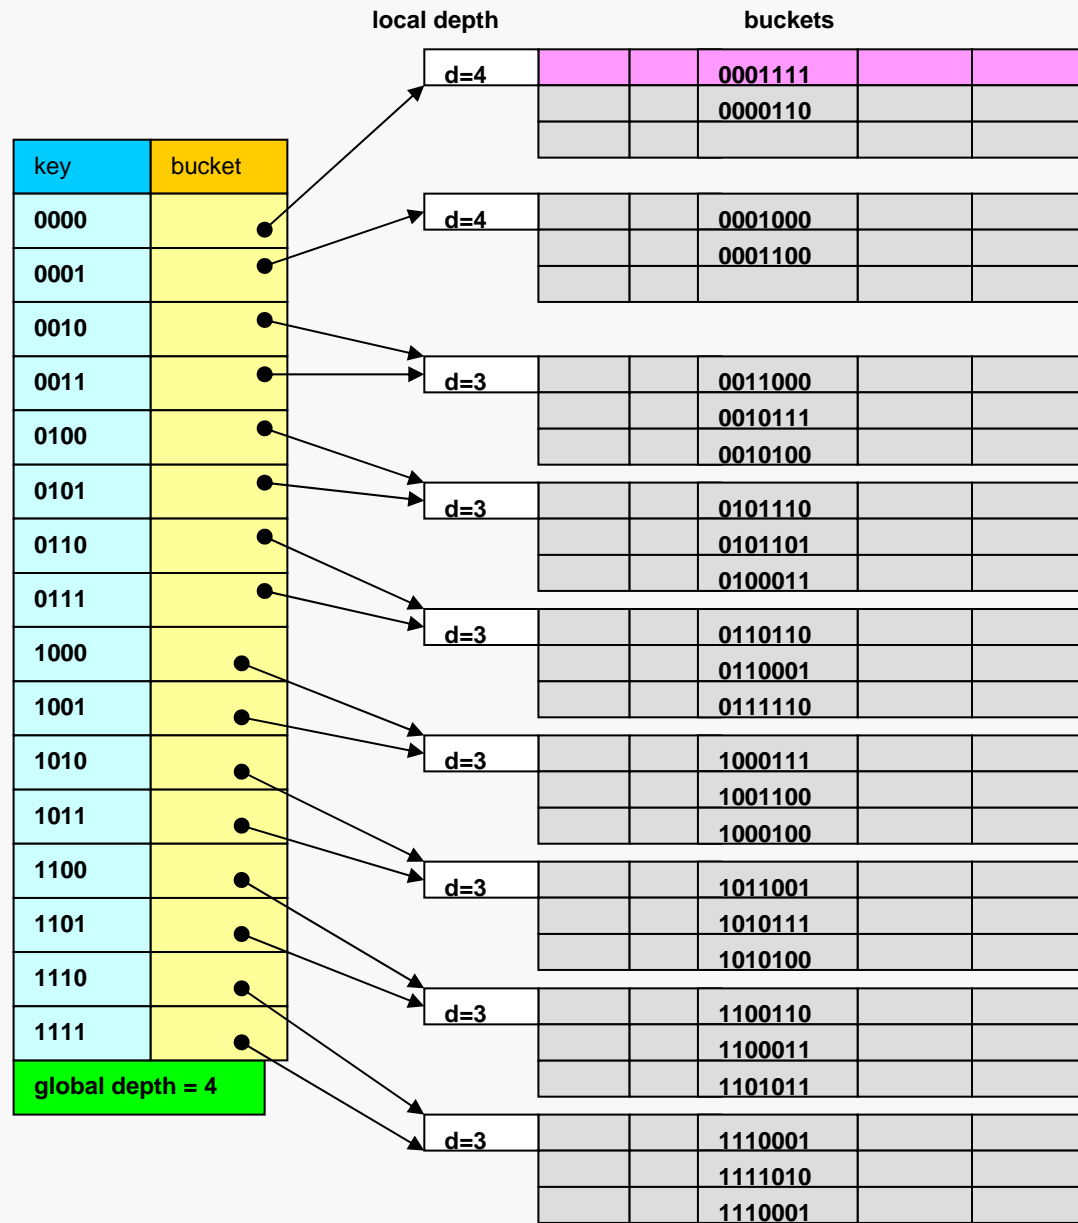 local depth buckets
d=4 0001111
0000110
key bucket
0000
0001
0010
0011
0100
0101
0110
0111
1000
1001
1010
1011
1100
1101
1110
1111
global depth = 4
d=4 0001000
0001100
d=3 0011000
0010111
0010100
d=3 0101110
0101101
0100011
d=3 0110110
0110001
0111110
d=3 1000111
1001100
1000100
d=3 1011001
1010111
1010100
d=3 1100110
1100011
1101011
d=3 1110001
1111010
1110001